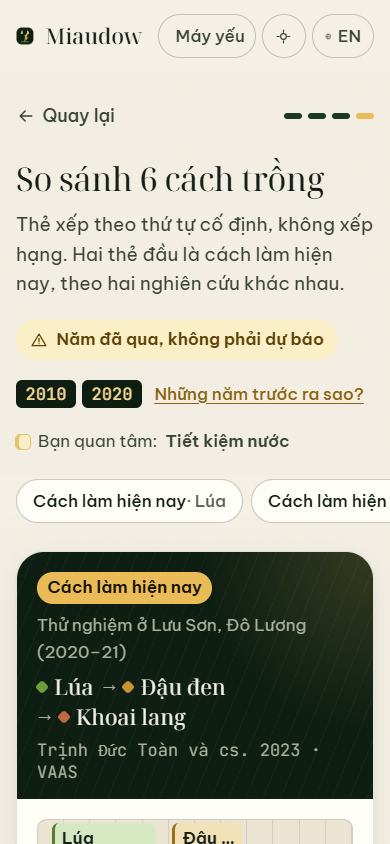 Miaudow
Máy yếu
EN
← Quay lại
So sánh 6 cách trồng
Thẻ xếp theo thứ tự cố định, không xếp
hạng. Hai thẻ đầu là cách làm hiện
nay, theo hai nghiên cứu khác nhau.
Năm đã qua, không phải dự báo
2010 2020 Những năm trước ra sao?
Bạn quan tâm: Tiết kiệm nước
Cách làm hiện nay· Lúa
Cách làm hiện
Cách làm hiện nay
Thử nghiệm ở Lưu Sơn, Đô Lương
(2020–21)
Lúa → Đậu đen
→ Khoai lang
Trịnh Đức Toàn và cs. 2023 ·
VAAS
Lúa
Đậu ...